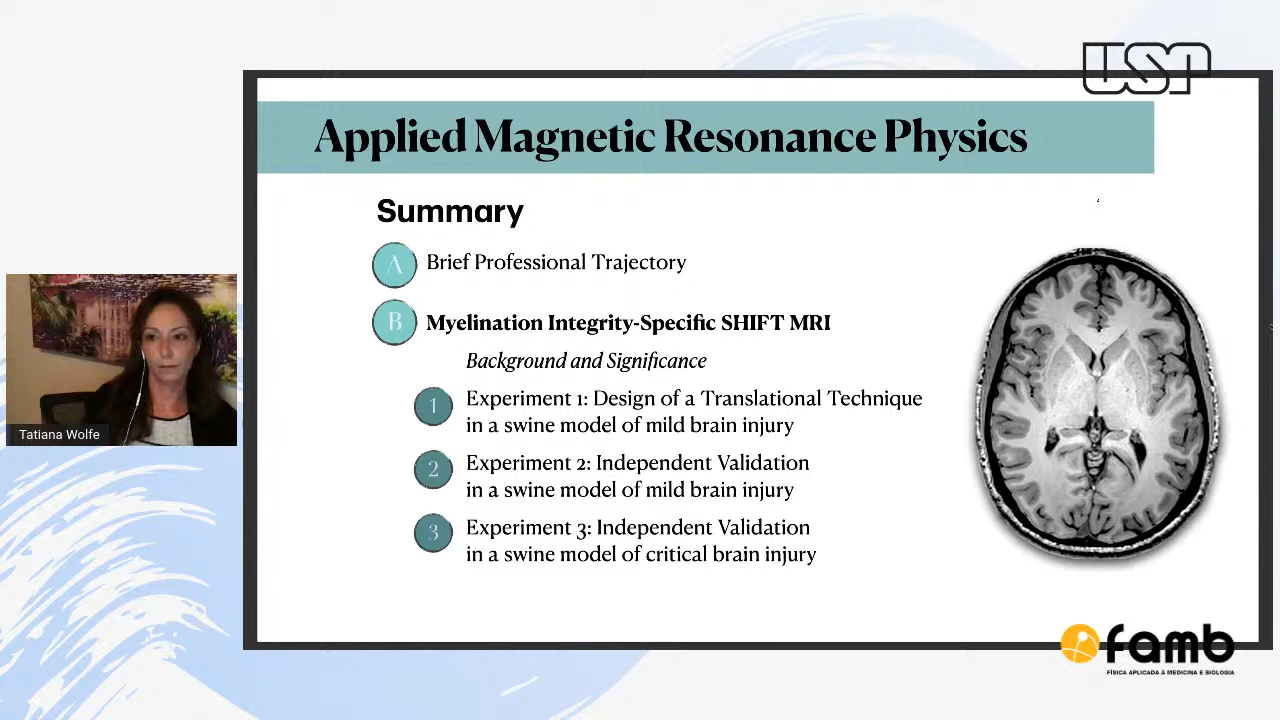 USP
Applied Magnetic Resonance Physics
Summary
A Brief Professional Trajectory
B Myelination Integrity-Specific SHIFT MRI
Background and Significance
1 Experiment 1: Design of a Translational Technique
in a swine model of mild brain injury
2 Experiment 2: Independent Validation
in a swine model of mild brain injury
3 Experiment 3: Independent Validation
in a swine model of critical brain injury
Tatiana Wolfe
famb
FÍSICA APLICADA À MEDICINA E BIOLOGIA